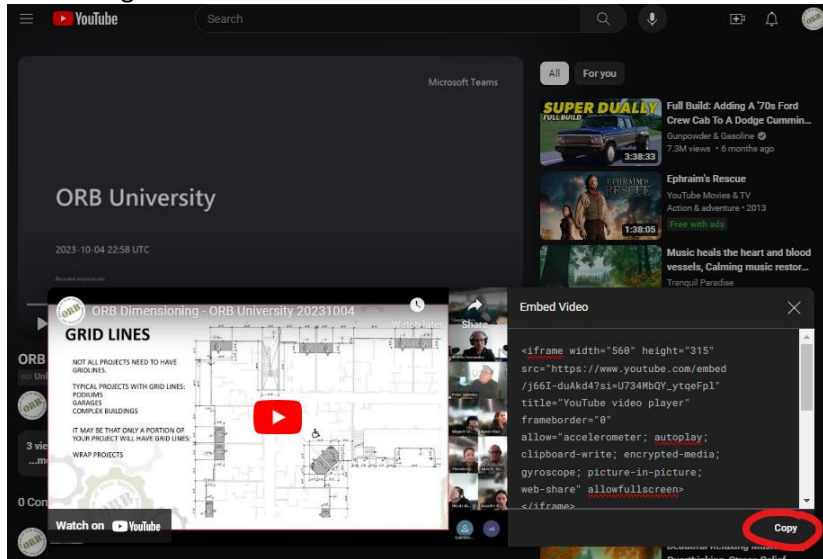 YouTube
Search
Microsoft Teams
ORB University
2023-10-04 22:58 UTC
All
For you
SUPER DUALLY
FULL BUILD
3:38:33
Full Build: Adding A '70s Ford
Crew Cab To A Dodge Cummin...
Gunpowder & Gasoline
7.3M views • 6 months ago
EPHRAIM'S
RESCUE
1:38:05
Ephraim's Rescue
YouTube Movies & TV
Action & adventure • 2013
Free with ads
Music heals the heart and blood
vessels, Calming music restor...
Tranquil Paradise
ORB
3 vie
...m
0 Con
ORB Dimensioning - ORB University 20231004
Watch later
Share
GRID LINES
NOT ALL PROJECTS NEED TO HAVE
GRIDLINES.
TYPICAL PROJECTS WITH GRID LINES:
PODIUMS
GARAGES
COMPLEX BUILDINGS
IT MAY BE THAT ONLY A PORTION OF
YOUR PROJECT WILL HAVE GRID LINES:
WRAP PROJECTS
Watch on YouTube
Embed Video
<iframe width="560" height="315"
src="https://www.youtube.com/embed
/j66I-duAkd4?si=U734MbQY_ytqeFpl"
title="YouTube video player"
frameborder="0"
allow="accelerometer; autoplay;
clipboard-write; encrypted-media;
gyroscope; picture-in-picture;
web-share" allowfullscreen>
</iframe>
Copy